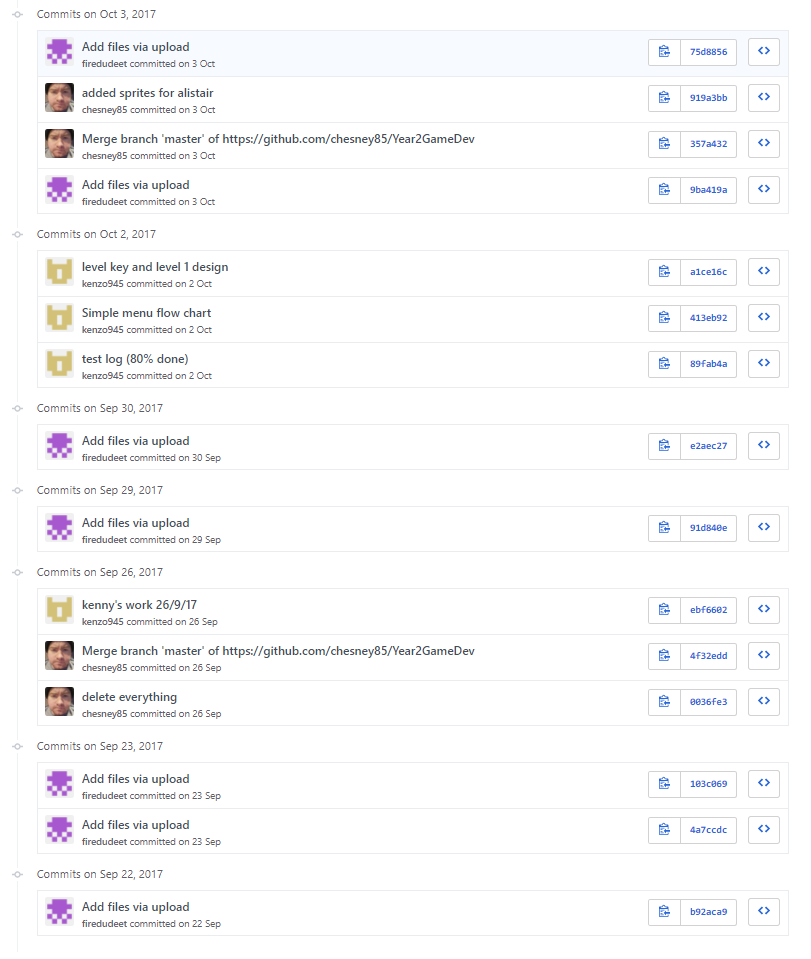 Commits on Oct 3, 2017
Add files via upload
firedudeet committed on 3 Oct
75d8856
added sprites for alistair
chesney85 committed on 3 Oct
919a3bb
Merge branch 'master' of https://github.com/chesney85/Year2GameDev
chesney85 committed on 3 Oct
357a432
Add files via upload
firedudeet committed on 3 Oct
9ba419a
Commits on Oct 2, 2017
level key and level 1 design
kenzo945 committed on 2 Oct
a1ce16c
Simple menu flow chart
kenzo945 committed on 2 Oct
413eb92
test log (80% done)
kenzo945 committed on 2 Oct
89fab4a
Commits on Sep 30, 2017
Add files via upload
firedudeet committed on 30 Sep
e2aec27
Commits on Sep 29, 2017
Add files via upload
firedudeet committed on 29 Sep
91d840e
Commits on Sep 26, 2017
kenny's work 26/9/17
kenzo945 committed on 26 Sep
ebf6602
Merge branch 'master' of https://github.com/chesney85/Year2GameDev
chesney85 committed on 26 Sep
4f32edd
delete everything
chesney85 committed on 26 Sep
0036fe3
Commits on Sep 23, 2017
Add files via upload
firedudeet committed on 23 Sep
103c069
Add files via upload
firedudeet committed on 23 Sep
4a7ccdc
Commits on Sep 22, 2017
Add files via upload
firedudeet committed on 22 Sep
b92aca9